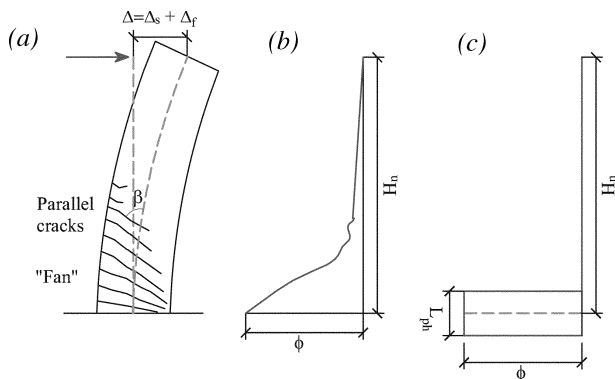 Δ=Δs + Δf
(a)
(b)
(c)
β
Parallel
cracks
"Fan"
Hn
Hn
Lph
ϕ
ϕ